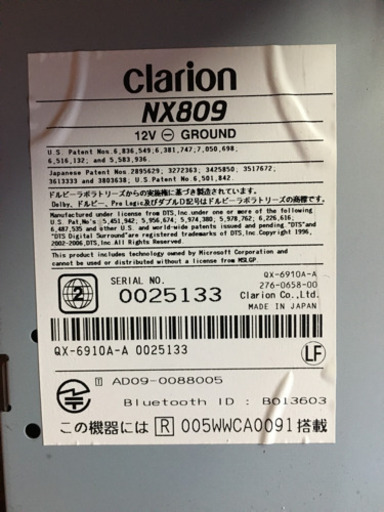 clarion
NX809
12V ⊖ GROUND
U.S. Patent Nos.6,836,549;6,381,747;7,050,698;
6,516,132; and 5,583,936.
Japanese Patent Nos. 2895629; 3272363; 3425850; 3517672;
3613333 and 3803638; U.S. Patent No.6,501,842.
ドルビーラボラトリーズからの実施権に基づき製造されています。
Dolby、ドルビー、Pro Logic及びダブルD記号はドルビーラボラトリーズの商標です。
Manufactured under license from DTS,Inc.under one or more of the following
U.S. Pat,No's 5,451,942; 5,956,674; 5,974,380; 5,978,762; 6,226,616;
6,487,535 and other U.S. and world-wide patents issued and pending "DTS"and
"DTS Digital Surround"are registered trademarks of DTS,Inc Copyright 1996,
2002-2006,DTS,Inc All Rights Reserved.
This product includes technology owned by Microsoft Corporation and
cannot be used or distributed without a license from MSLGP.
2
SERIAL NO.
0025133
QX-6910A-A
276-0658-00
Clarion Co.,Ltd.
MADE IN JAPAN
QX-6910A-A 0025133
LF
T AD09-0088005
Bluetooth ID : B013603
この機器には R 005WWCA0091 搭載